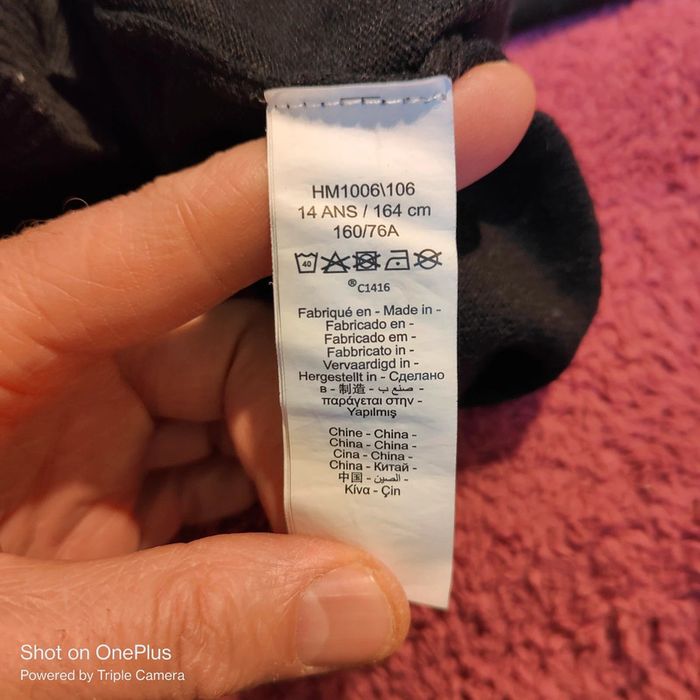 HM1006\106
14 ANS / 164 cm
160/76A
40
®C1416
Fabriqué en - Made in -
Fabricado en -
Fabricado em -
Fabbricato in -
Vervaardigd in -
Hergestellt in - Сделано
в - 制造 - صنع ب -
παράγεται στην -
Yapılmış
Chine - China -
China - China -
Cina - China -
China - Китай -
中国 - الصين -
Κίνα - Çin
Shot on OnePlus
Powered by Triple Camera